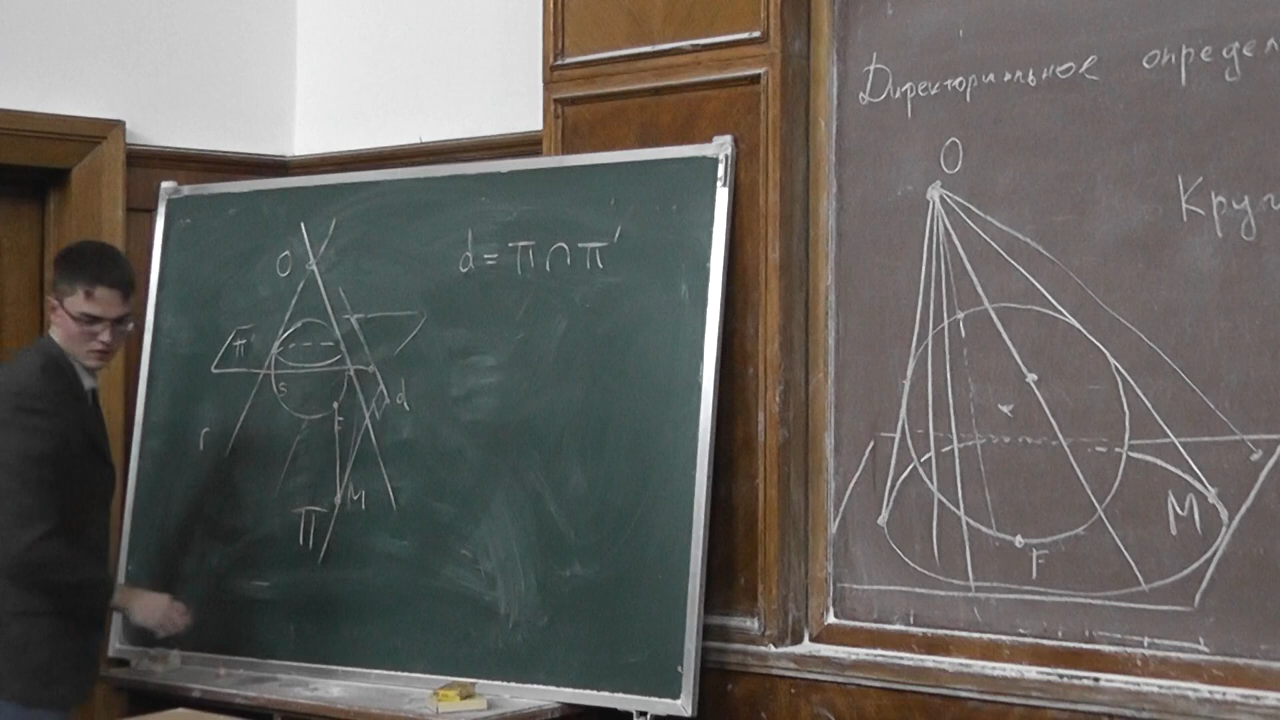 O
d = π ∩ π'
π'
S
d
F
r
M
π
Директориальное определ
O
Круг
M
F